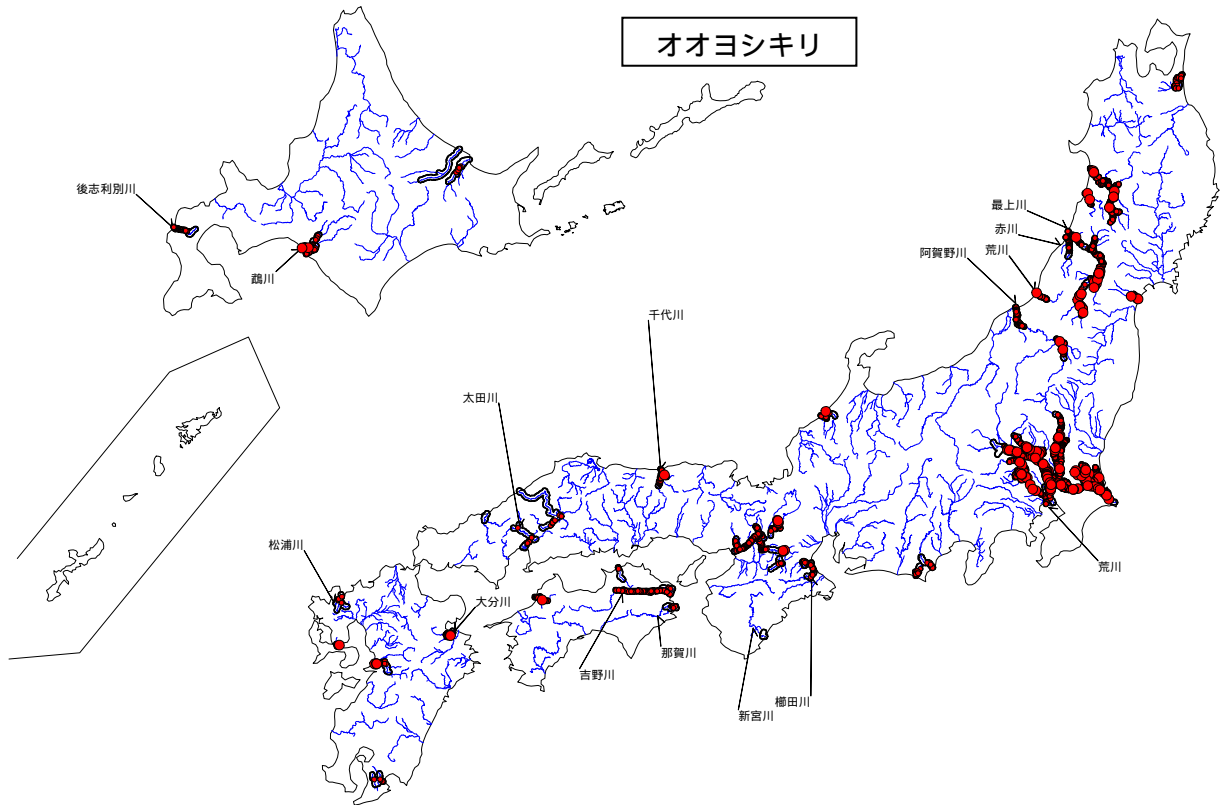 オオヨシキリ
後志利別川
鵡川
最上川
赤川
荒川
阿賀野川
千代川
太田川
松浦川
大分川
吉野川
那賀川
新宮川
櫛田川
荒川